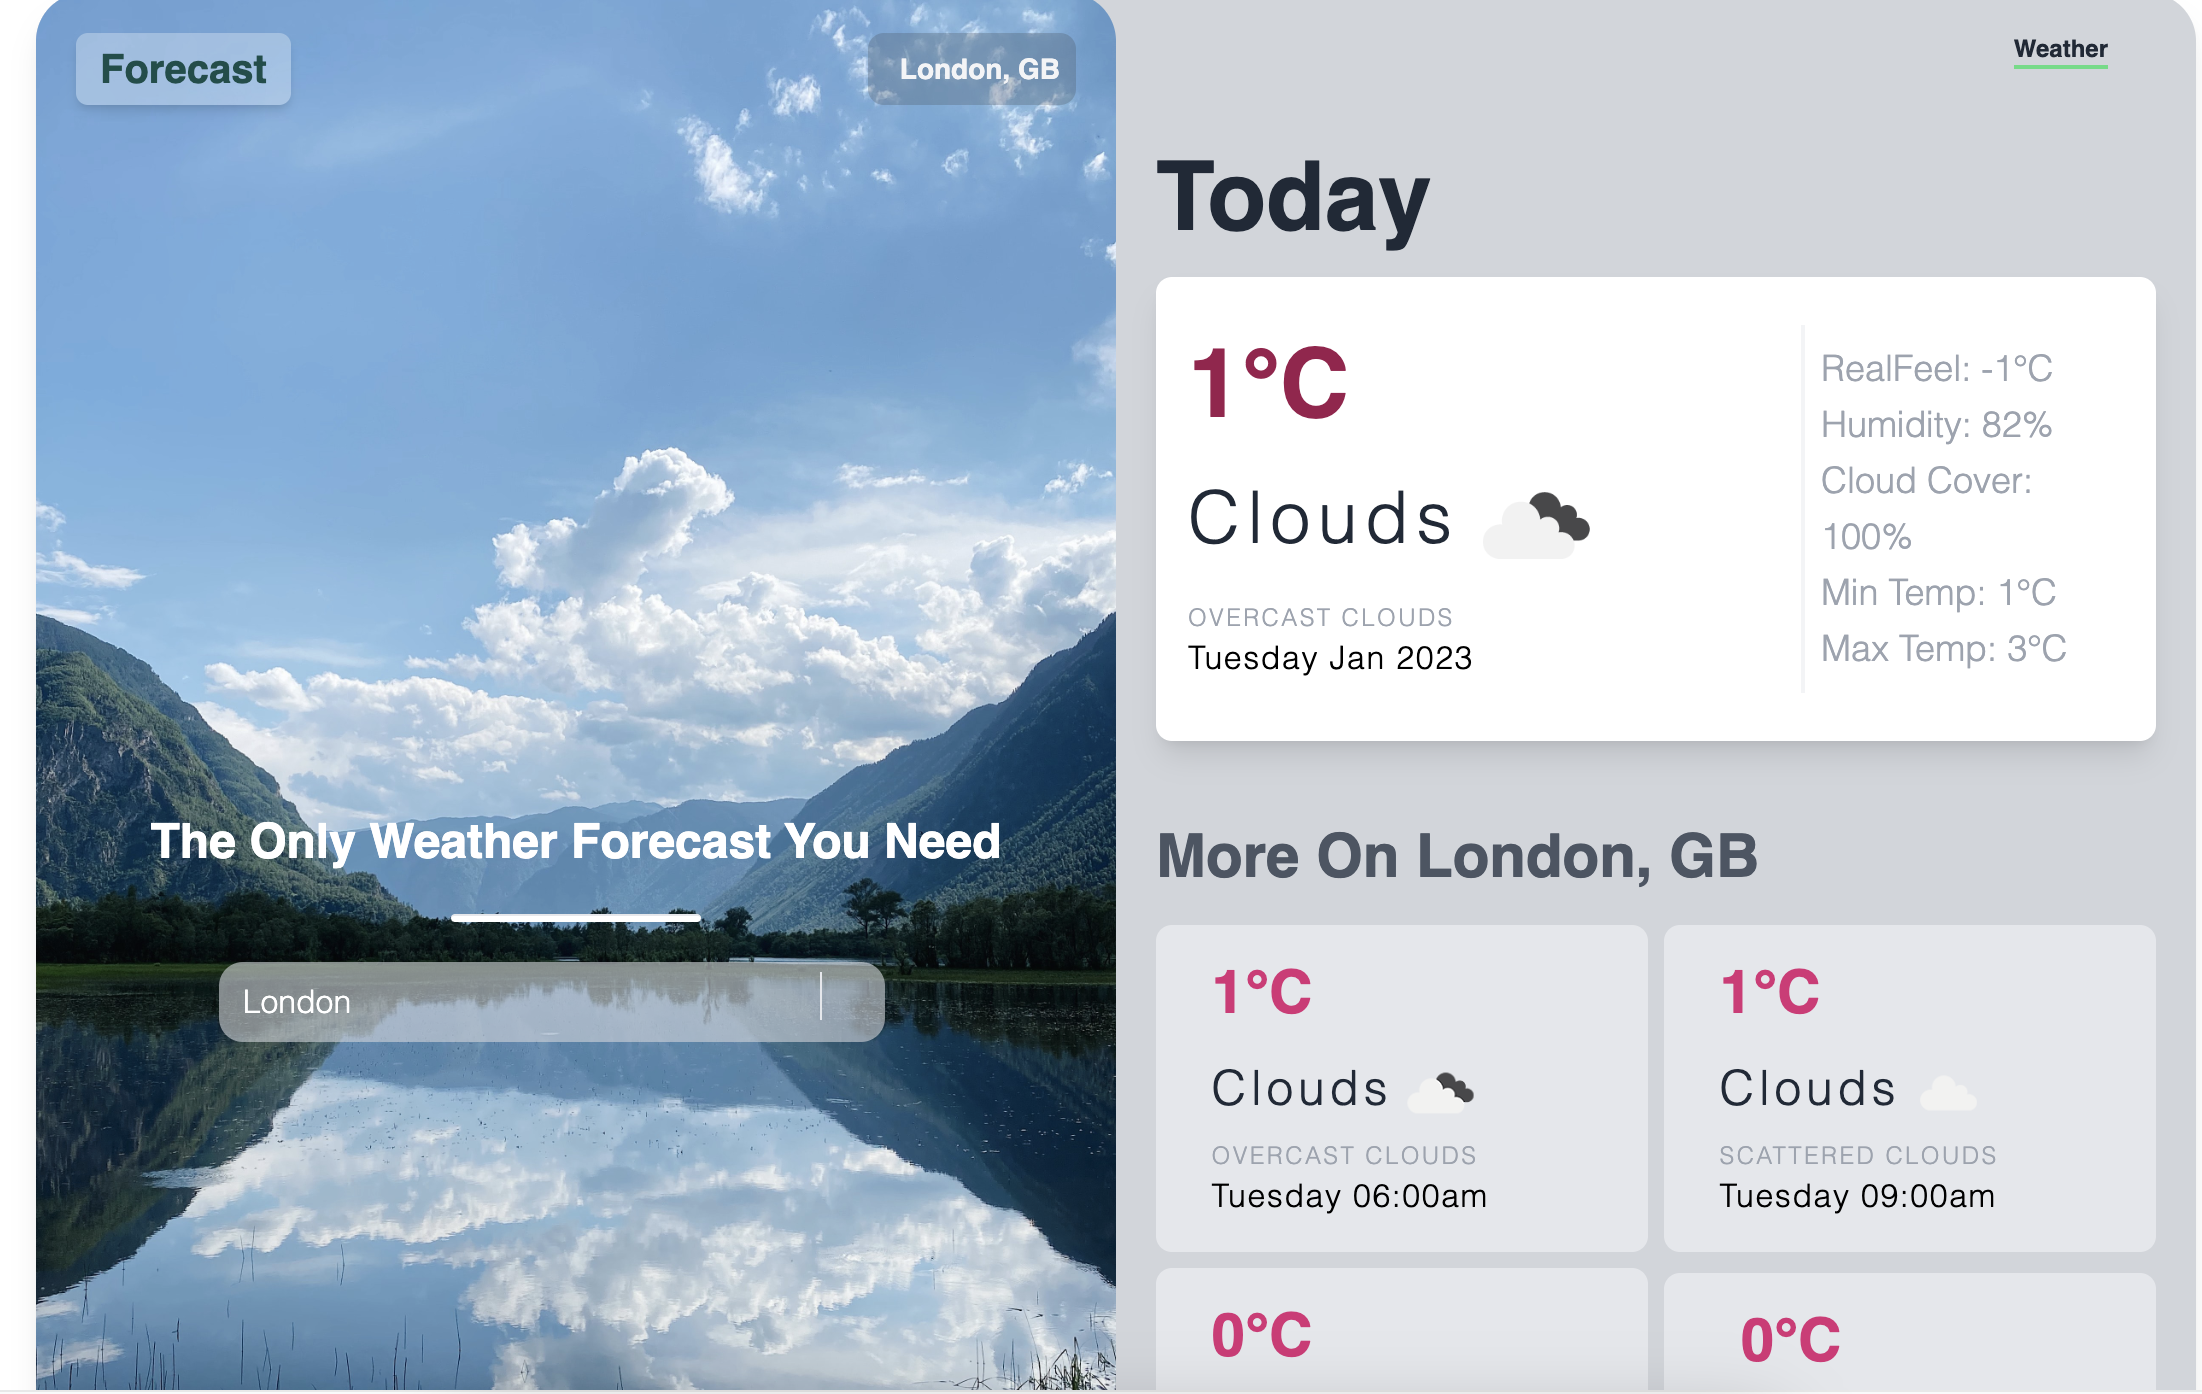 Forecast
London, GB
The Only Weather Forecast You Need
London
Weather
Today
1°C
Clouds
OVERCAST CLOUDS
Tuesday Jan 2023
RealFeel: -1°C
Humidity: 82%
Cloud Cover:
100%
Min Temp: 1°C
Max Temp: 3°C
More On London, GB
1°C
Clouds
OVERCAST CLOUDS
Tuesday 06:00am
1°C
Clouds
SCATTERED CLOUDS
Tuesday 09:00am
0°C
0°C